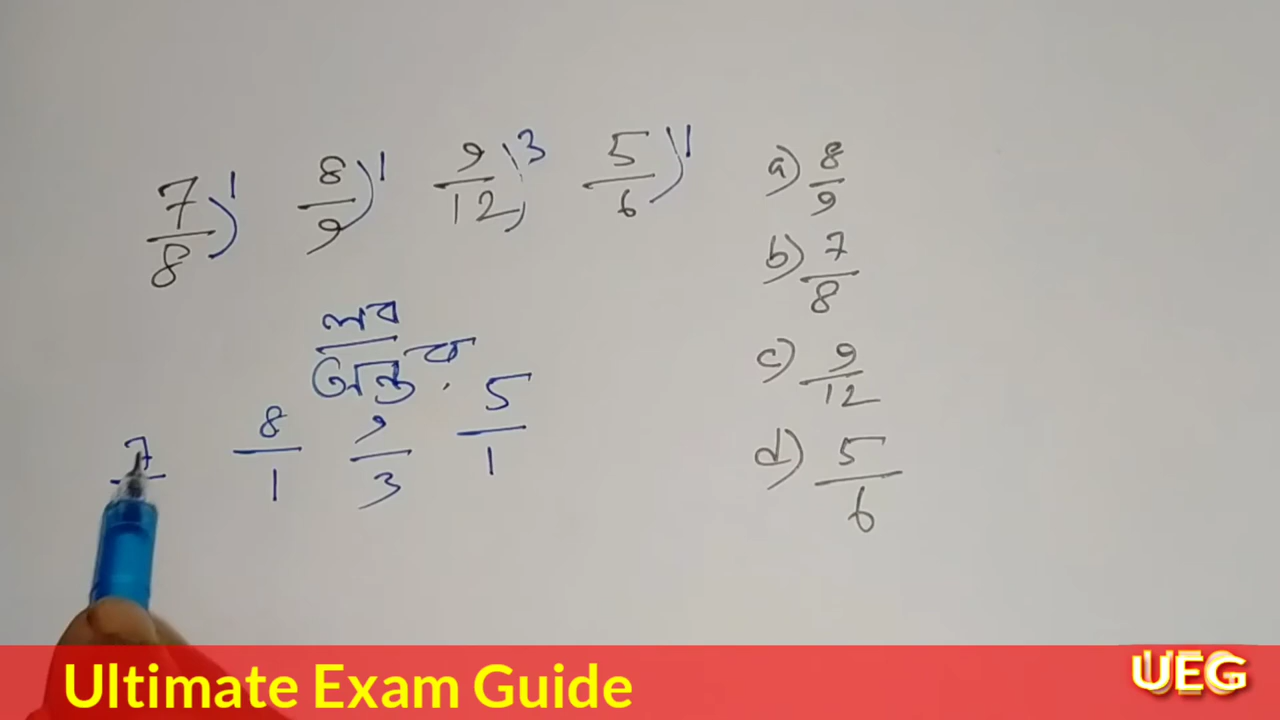 7/8 ) 1   8/9 ) 1   9/12 ) 3   5/6 ) 1
a) 8/9
b) 7/8
c) 9/12
d) 5/6
লব
অন্তর
7   8/1   9/3   5/1
Ultimate Exam Guide
UEG